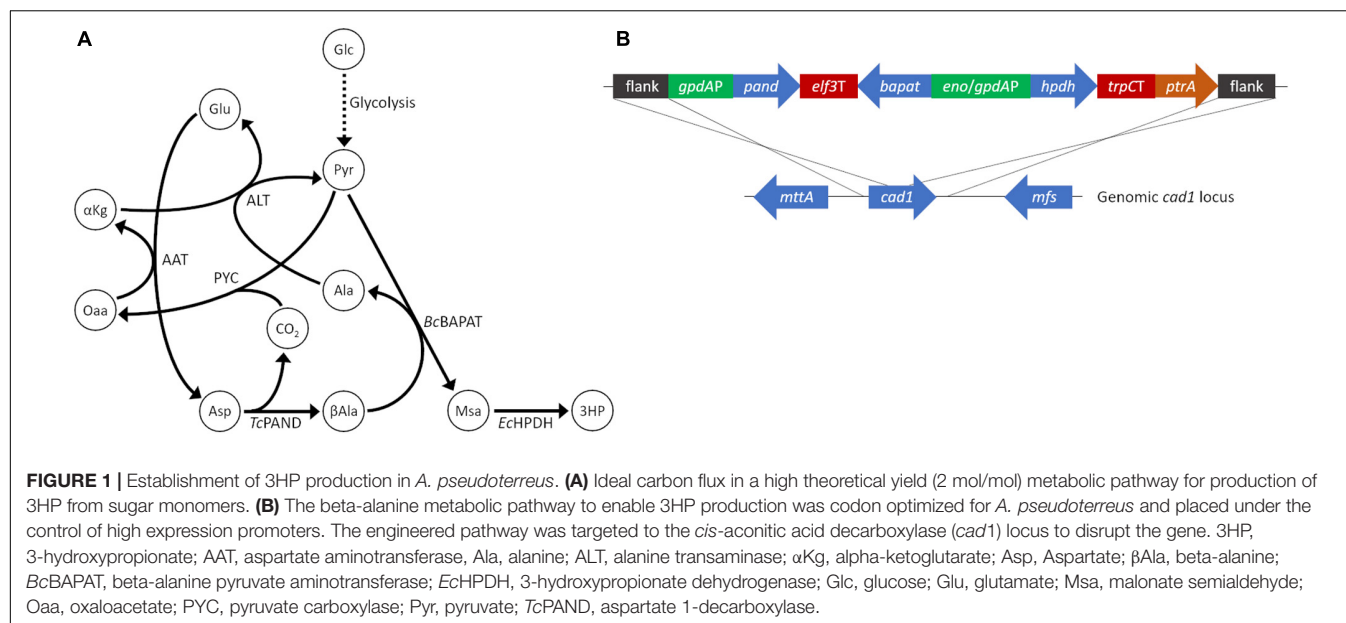 A
Glc
Glycolysis
Glu
Pyr
αKg
ALT
AAT
PYC
Ala
Oaa
CO2
BcBAPAT
Asp
TcPAND
βAla
Msa
EcHPDH
3HP
B
flank gpdAP pand elf3T bapat eno/gpdAP hpdh trpCT ptrA flank
mttA cad1 mfs Genomic cad1 locus
FIGURE 1 | Establishment of 3HP production in A. pseudoterreus. (A) Ideal carbon flux in a high theoretical yield (2 mol/mol) metabolic pathway for production of
3HP from sugar monomers. (B) The beta-alanine metabolic pathway to enable 3HP production was codon optimized for A. pseudoterreus and placed under the
control of high expression promoters. The engineered pathway was targeted to the cis-aconitic acid decarboxylase (cad1) locus to disrupt the gene. 3HP,
3-hydroxypropionate; AAT, aspartate aminotransferase, Ala, alanine; ALT, alanine transaminase; αKg, alpha-ketoglutarate; Asp, Aspartate; βAla, beta-alanine;
BcBAPAT, beta-alanine pyruvate aminotransferase; EcHPDH, 3-hydroxypropionate dehydrogenase; Glc, glucose; Glu, glutamate; Msa, malonate semialdehyde;
Oaa, oxaloacetate; PYC, pyruvate carboxylase; Pyr, pyruvate; TcPAND, aspartate 1-decarboxylase.